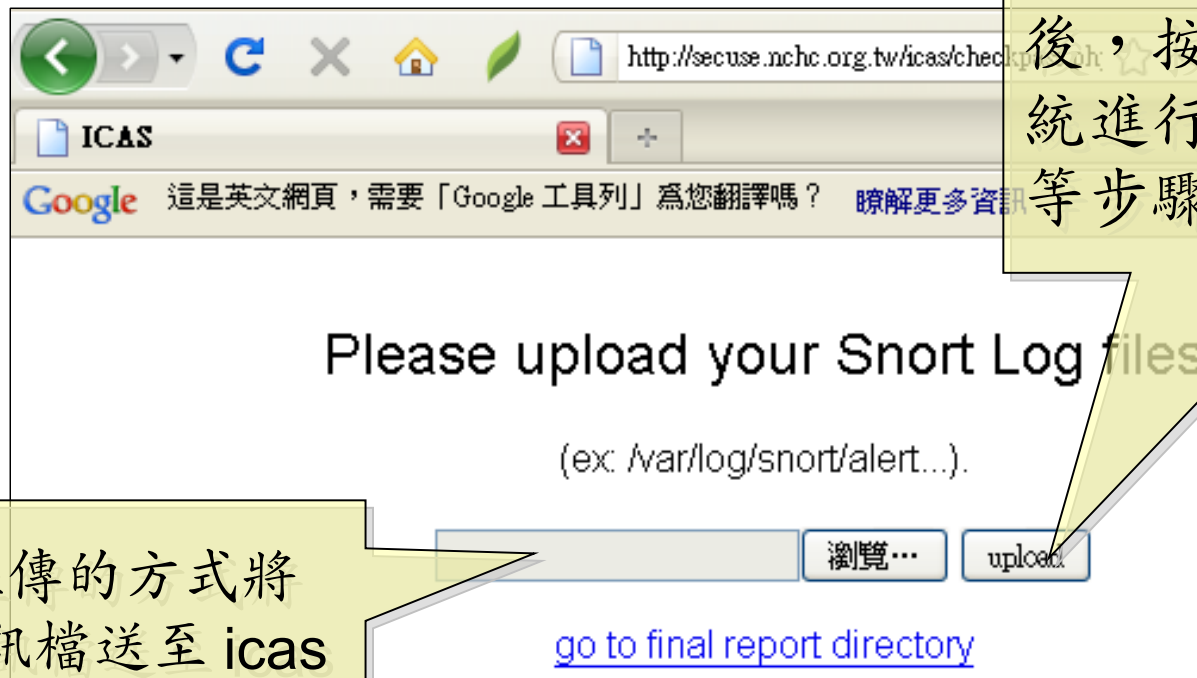 http://secuse.nchc.org.tw/icas/checkp
後，按
統進行
等步驟
ICAS
Google 這是英文網頁，需要「Google 工具列」為您翻譯嗎？ 瞭解更多資訊
Please upload your Snort Log files
(ex: /var/log/snort/alert...).
瀏覽… upload
傳的方式將
訊檔送至 icas
go to final report directory